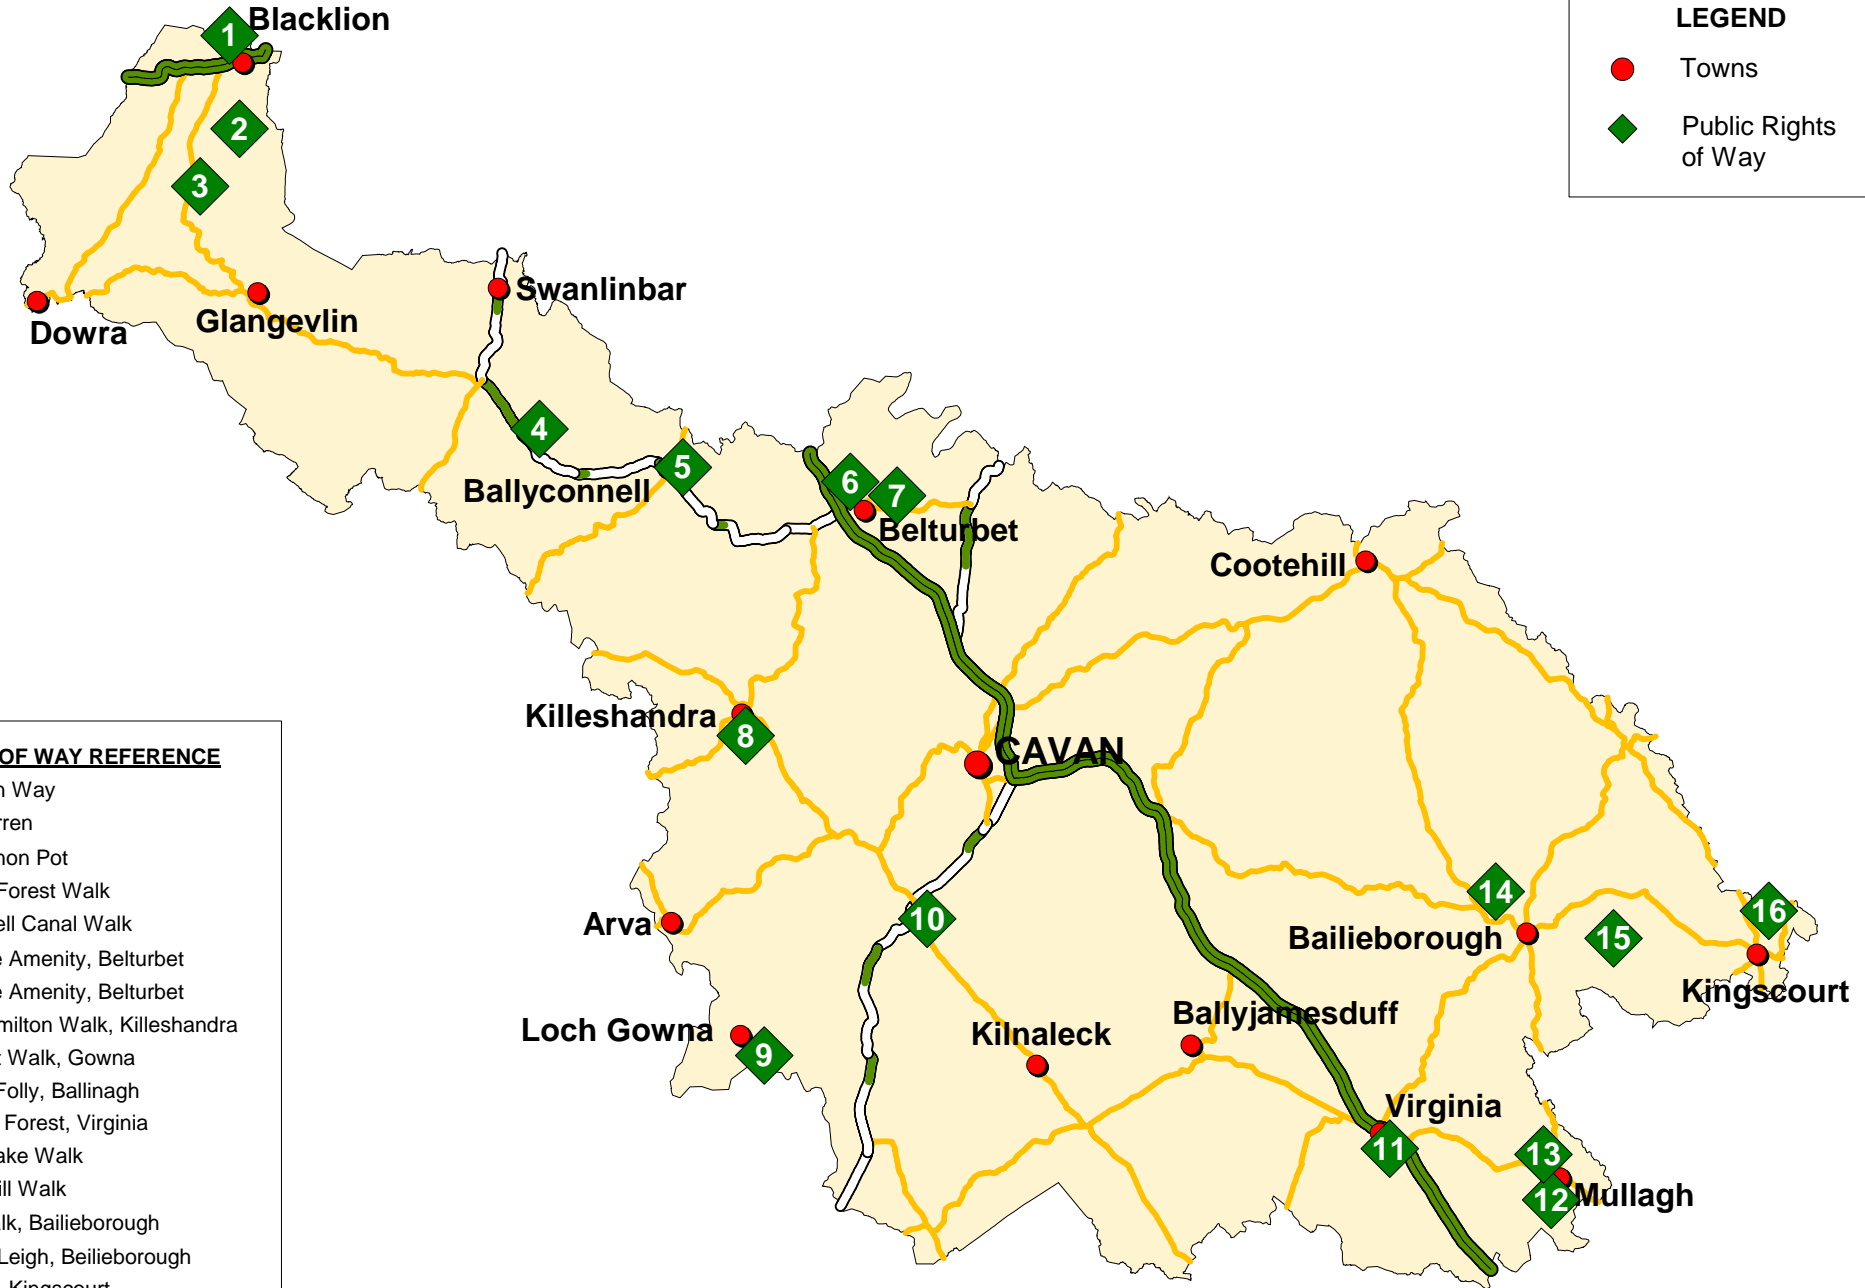 Blacklion
1
2
3
Dowra
Glangevlin
Swanlinbar
4
5
Ballyconnell
6
7
Belturbet
Cootehill
Killeshandra
8
CAVAN
Arva
10
Loch Gowna
9
Kilnaleck
Ballyjamesduff
14
Bailieborough
15
16
Kingscourt
Virginia
11
13
12
Mullagh
LEGEND
Towns
Public Rights
of Way
OF WAY REFERENCE
Way
non Pot
Forest Walk
ell Canal Walk
Amenity, Belturbet
Amenity, Belturbet
milton Walk, Killeshandra
Walk, Gowna
Folly, Ballinagh
Forest, Virginia
ake Walk
ill Walk
alk, Bailieborough
Leigh, Beilieborough
Kingscourt